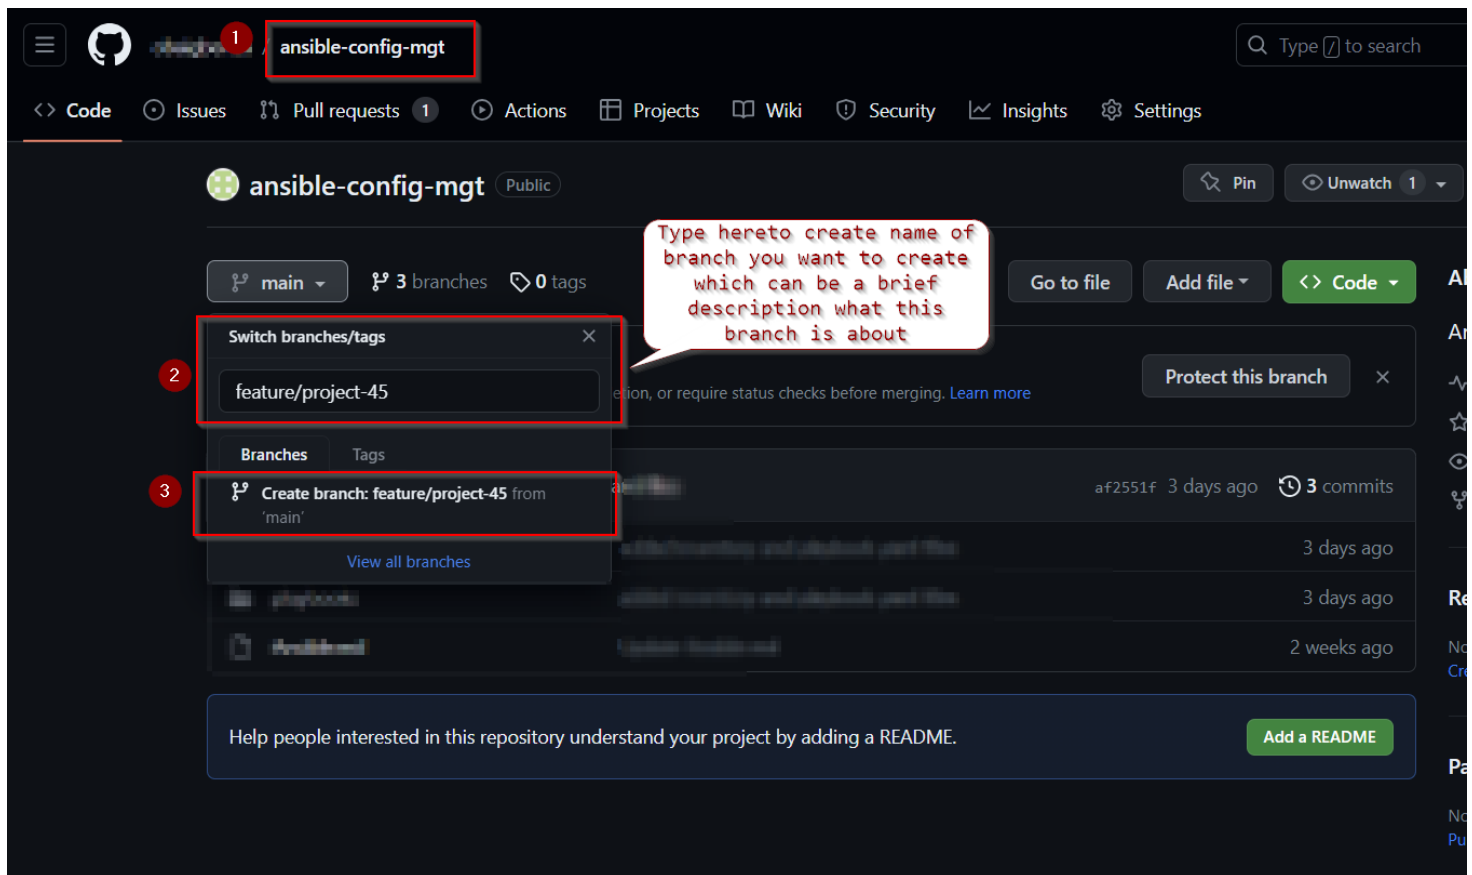 1
/ ansible-config-mgt
Type / to search
Code
Issues
Pull requests 1
Actions
Projects
Wiki
Security
Insights
Settings
ansible-config-mgt Public
Pin
Unwatch 1
Type hereto create name of
branch you want to create
which can be a brief
description what this
branch is about
main
3 branches
0 tags
Go to file
Add file
Code
Switch branches/tags
2
feature/project-45
or require status checks before merging. Learn more
Protect this branch
Branches
Tags
3
Create branch: feature/project-45 from
'main'
af2551f 3 days ago
3 commits
View all branches
3 days ago
3 days ago
2 weeks ago
Help people interested in this repository understand your project by adding a README.
Add a README